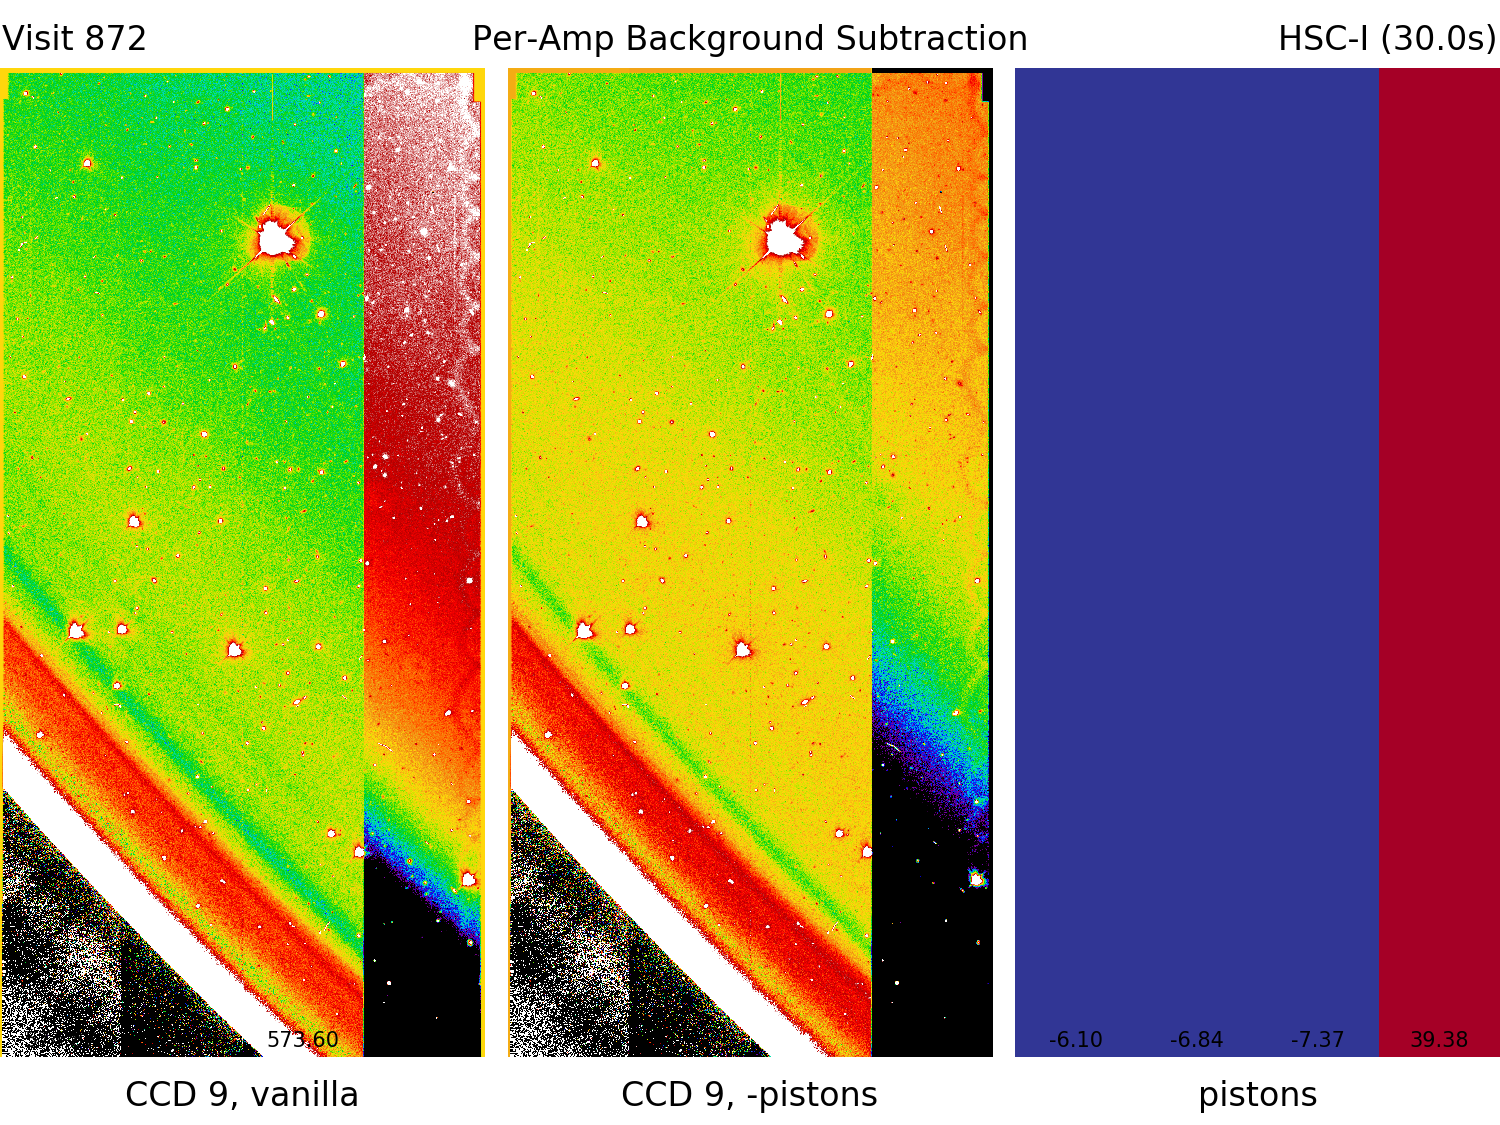 Visit 872 Per-Amp Background Subtraction HSC-I (30.0s)
573.60
-6.10 -6.84 -7.37 39.38
CCD 9, vanilla CCD 9, -pistons pistons